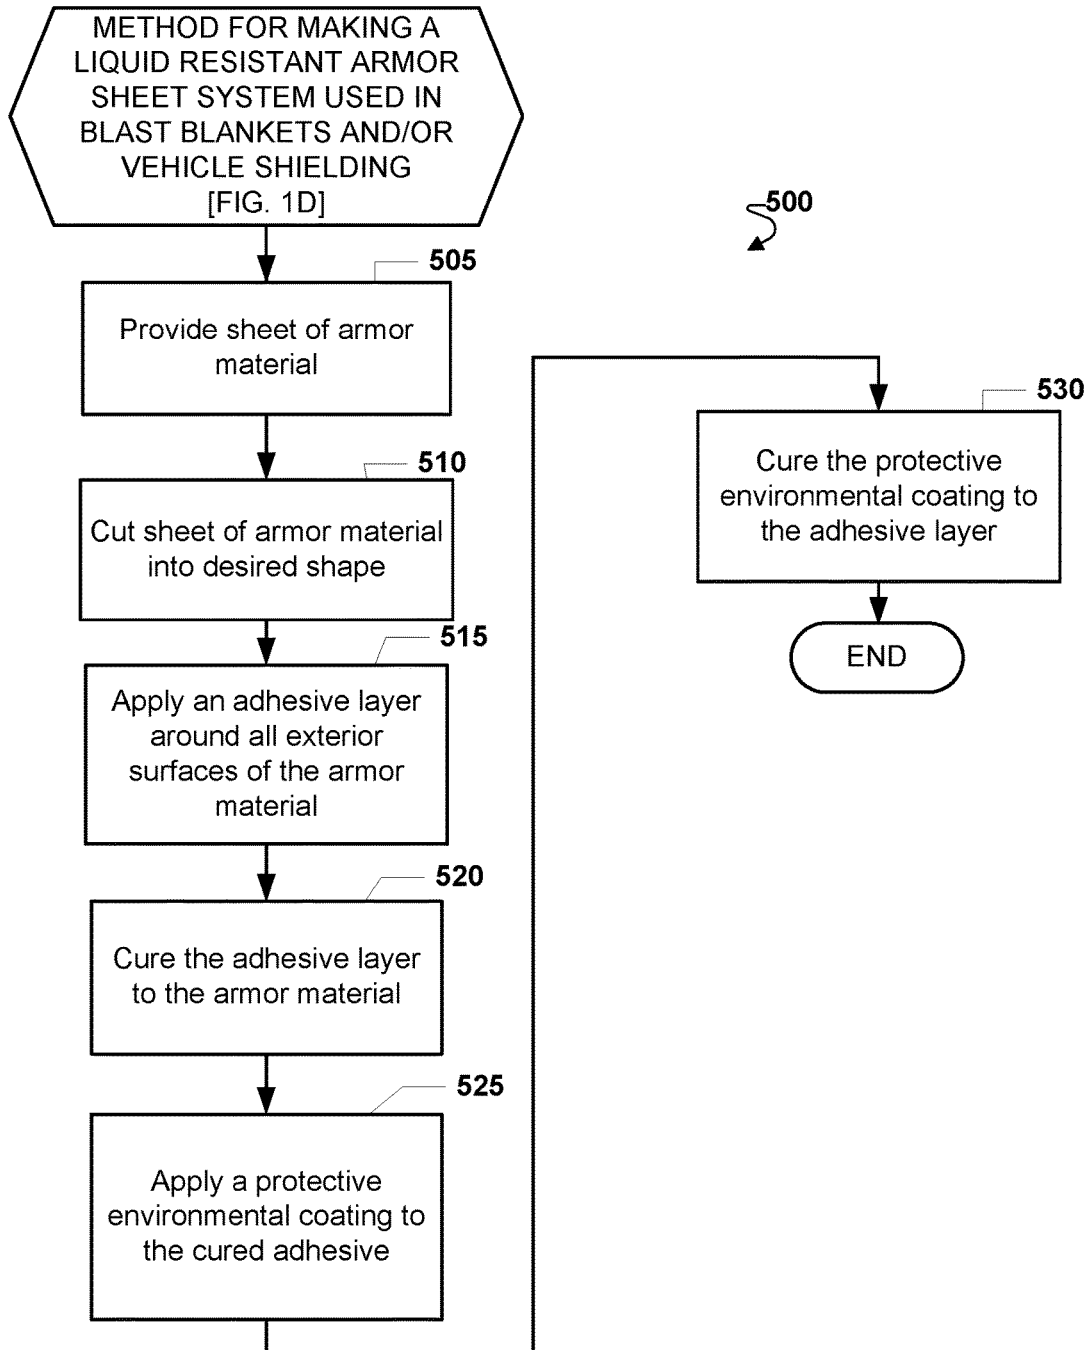 METHOD FOR MAKING A
LIQUID RESISTANT ARMOR
SHEET SYSTEM USED IN
BLAST BLANKETS AND/OR
VEHICLE SHIELDING
[FIG. 1D]
500
505
Provide sheet of armor
material
510
Cut sheet of armor material
into desired shape
515
Apply an adhesive layer
around all exterior
surfaces of the armor
material
520
Cure the adhesive layer
to the armor material
525
Apply a protective
environmental coating to
the cured adhesive
530
Cure the protective
environmental coating to
the adhesive layer
END